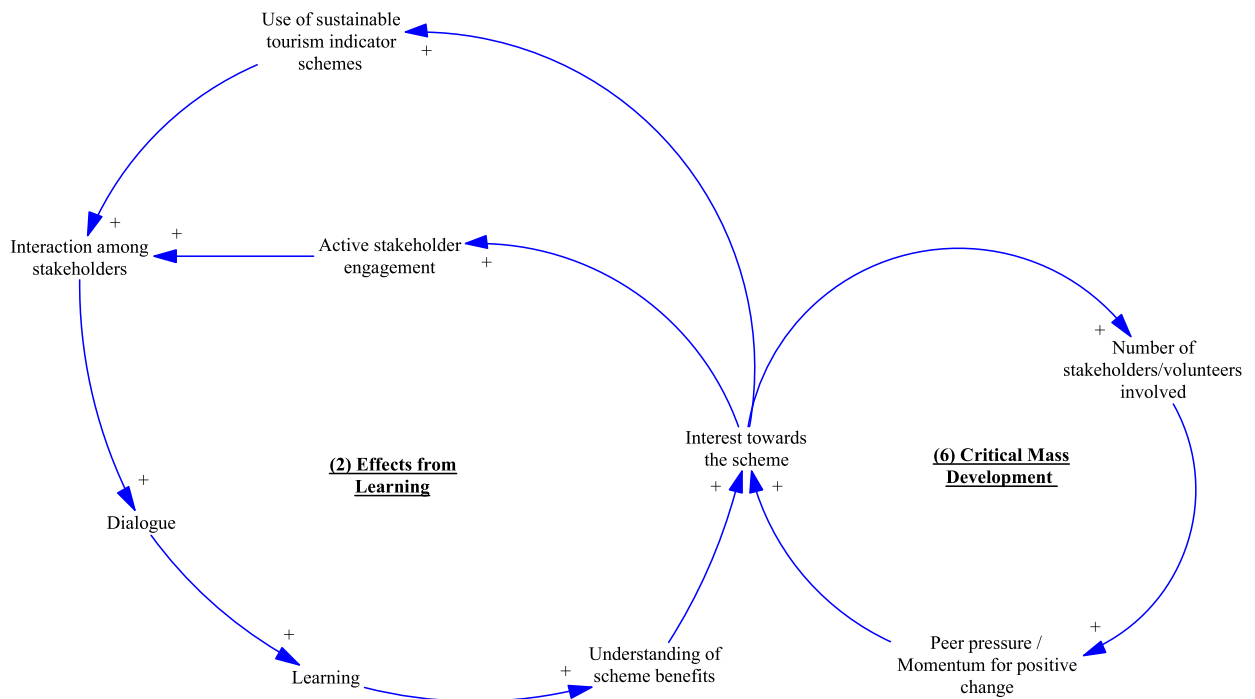 Use of sustainable
tourism indicator
schemes
+
+
+
Interaction among
stakeholders
Active stakeholder
engagement
+
+
Number of
stakeholders/volunteers
involved
Interest towards
the scheme
(2) Effects from
Learning
(6) Critical Mass
Development
+
+
+
Dialogue
+
+
Learning
+
Understanding of
scheme benefits
Peer pressure /
Momentum for positive
change